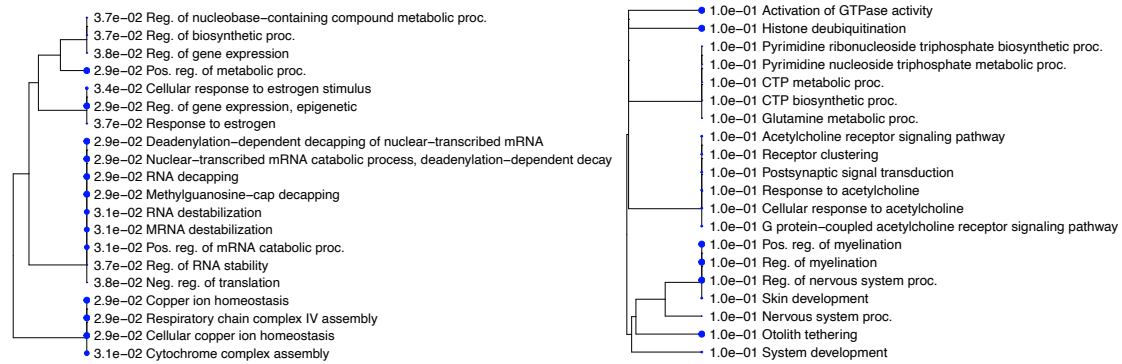 3.7e−02 Reg. of nucleobase−containing compound metabolic proc.
3.7e−02 Reg. of biosynthetic proc.
3.8e−02 Reg. of gene expression
2.9e−02 Pos. reg. of metabolic proc.
3.4e−02 Cellular response to estrogen stimulus
2.9e−02 Reg. of gene expression, epigenetic
3.7e−02 Response to estrogen
2.9e−02 Deadenylation−dependent decapping of nuclear−transcribed mRNA
2.9e−02 Nuclear−transcribed mRNA catabolic process, deadenylation−dependent decay
2.9e−02 RNA decapping
2.9e−02 Methylguanosine−cap decapping
3.1e−02 RNA destabilization
3.1e−02 MRNA destabilization
3.1e−02 Pos. reg. of mRNA catabolic proc.
3.7e−02 Reg. of RNA stability
3.8e−02 Neg. reg. of translation
2.9e−02 Copper ion homeostasis
2.9e−02 Respiratory chain complex IV assembly
2.9e−02 Cellular copper ion homeostasis
3.1e−02 Cytochrome complex assembly
1.0e−01 Activation of GTPase activity
1.0e−01 Histone deubiquitination
1.0e−01 Pyrimidine ribonucleoside triphosphate biosynthetic proc.
1.0e−01 Pyrimidine nucleoside triphosphate metabolic proc.
1.0e−01 CTP metabolic proc.
1.0e−01 CTP biosynthetic proc.
1.0e−01 Glutamine metabolic proc.
1.0e−01 Acetylcholine receptor signaling pathway
1.0e−01 Receptor clustering
1.0e−01 Postsynaptic signal transduction
1.0e−01 Response to acetylcholine
1.0e−01 Cellular response to acetylcholine
1.0e−01 G protein−coupled acetylcholine receptor signaling pathway
1.0e−01 Pos. reg. of myelination
1.0e−01 Reg. of myelination
1.0e−01 Reg. of nervous system proc.
1.0e−01 Skin development
1.0e−01 Nervous system proc.
1.0e−01 Otolith tethering
1.0e−01 System development